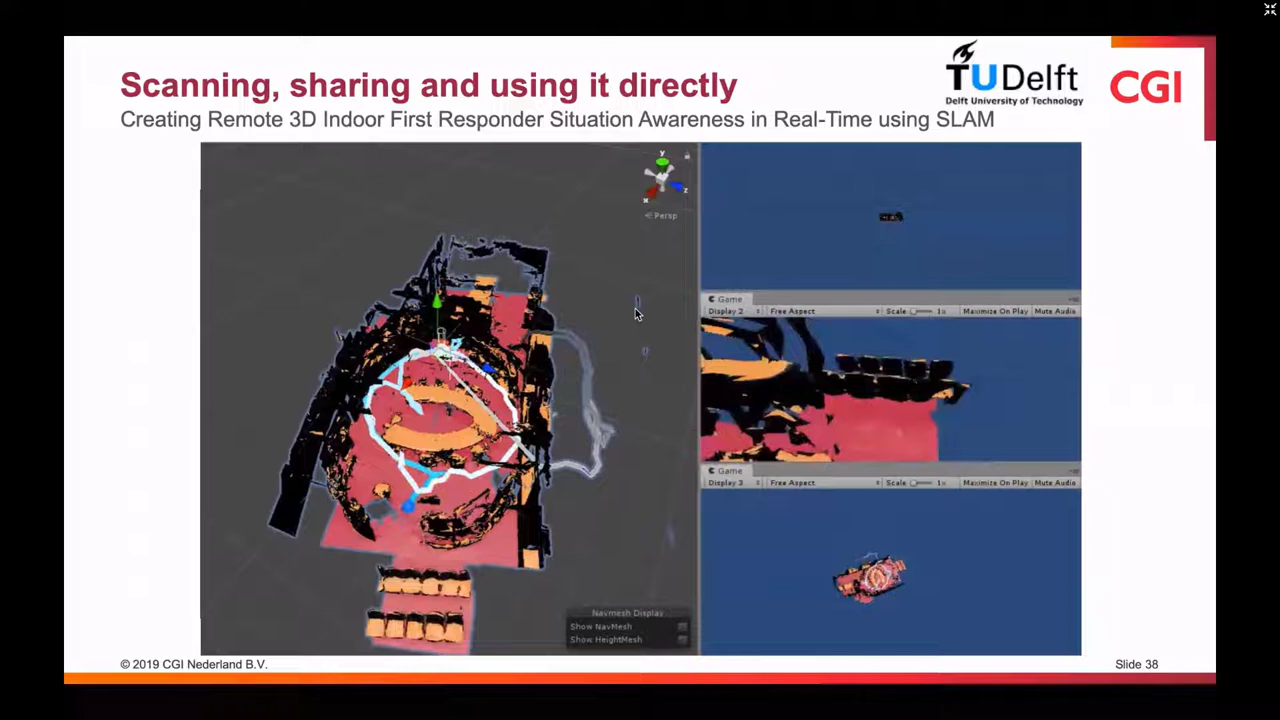 Scanning, sharing and using it directly
Creating Remote 3D Indoor First Responder Situation Awareness in Real-Time using SLAM
TUDelft
Delft University of Technology
CGI
y
x
z
Persp
Game
Display 2
Free Aspect
Scale
1x
Maximize On Play
Mute Audio
Game
Display 3
Free Aspect
Scale
1x
Maximize On Play
Mute Audio
Navmesh Display
Show NavMesh
Show HeightMesh
© 2019 CGI Nederland B.V.
Slide 38